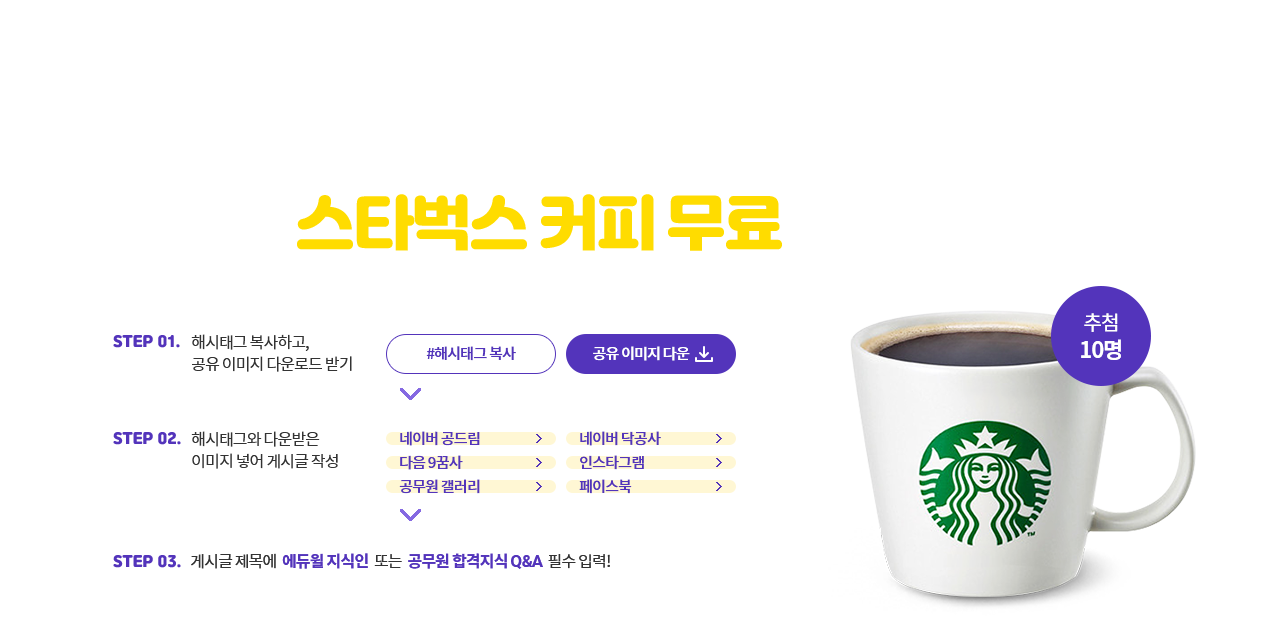 스타벅스 커피 무료
추첨
10명
STEP 01. 해시태그 복사하고,
공유 이미지 다운로드 받기
#해시태그 복사
공유 이미지 다운
STEP 02. 해시태그와 다운받은
이미지 넣어 게시글 작성
네이버 공드림
네이버 닥공사
다음 9꿈사
인스타그램
공무원 갤러리
페이스북
TM
STEP 03. 게시글 제목에 에듀윌 지식인 또는 공무원 합격지식 Q&A 필수 입력!